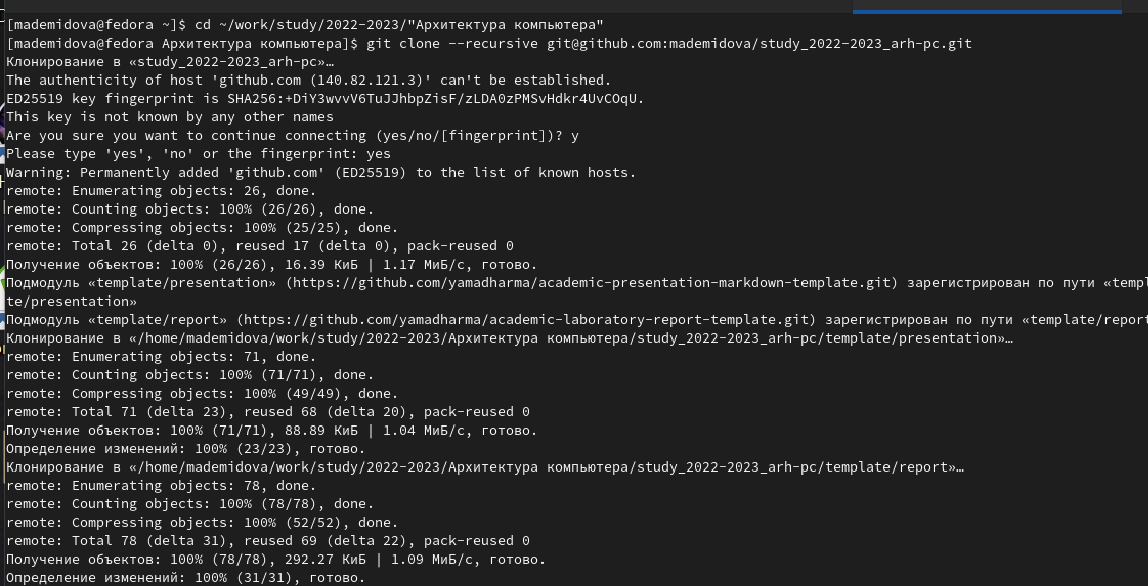 [mademidova@fedora ~]$ cd ~/work/study/2022-2023/"Архитектура компьютера"
[mademidova@fedora Архитектура компьютера]$ git clone --recursive git@github.com:mademidova/study_2022-2023_arh-pc.git
Клонирование в «study_2022-2023_arh-pc»…
The authenticity of host 'github.com (140.82.121.3)' can't be established.
ED25519 key fingerprint is SHA256:+DiY3wvvV6TuJJhbpZisF/zLDA0zPMSvHdkr4UvCOqU.
This key is not known by any other names
Are you sure you want to continue connecting (yes/no/[fingerprint])? y
Please type 'yes', 'no' or the fingerprint: yes
Warning: Permanently added 'github.com' (ED25519) to the list of known hosts.
remote: Enumerating objects: 26, done.
remote: Counting objects: 100% (26/26), done.
remote: Compressing objects: 100% (25/25), done.
remote: Total 26 (delta 0), reused 17 (delta 0), pack-reused 0
Получение объектов: 100% (26/26), 16.39 КиБ | 1.17 МиБ/с, готово.
Подмодуль «template/presentation» (https://github.com/yamadharma/academic-presentation-markdown-template.git) зарегистрирован по пути «templ
te/presentation»
Подмодуль «template/report» (https://github.com/yamadharma/academic-laboratory-report-template.git) зарегистрирован по пути «template/report
Клонирование в «/home/mademidova/work/study/2022-2023/Архитектура компьютера/study_2022-2023_arh-pc/template/presentation»…
remote: Enumerating objects: 71, done.
remote: Counting objects: 100% (71/71), done.
remote: Compressing objects: 100% (49/49), done.
remote: Total 71 (delta 23), reused 68 (delta 20), pack-reused 0
Получение объектов: 100% (71/71), 88.89 КиБ | 1.04 МиБ/с, готово.
Определение изменений: 100% (23/23), готово.
Клонирование в «/home/mademidova/work/study/2022-2023/Архитектура компьютера/study_2022-2023_arh-pc/template/report»…
remote: Enumerating objects: 78, done.
remote: Counting objects: 100% (78/78), done.
remote: Compressing objects: 100% (52/52), done.
remote: Total 78 (delta 31), reused 69 (delta 22), pack-reused 0
Получение объектов: 100% (78/78), 292.27 КиБ | 1.09 МиБ/с, готово.
Определение изменений: 100% (31/31), готово.